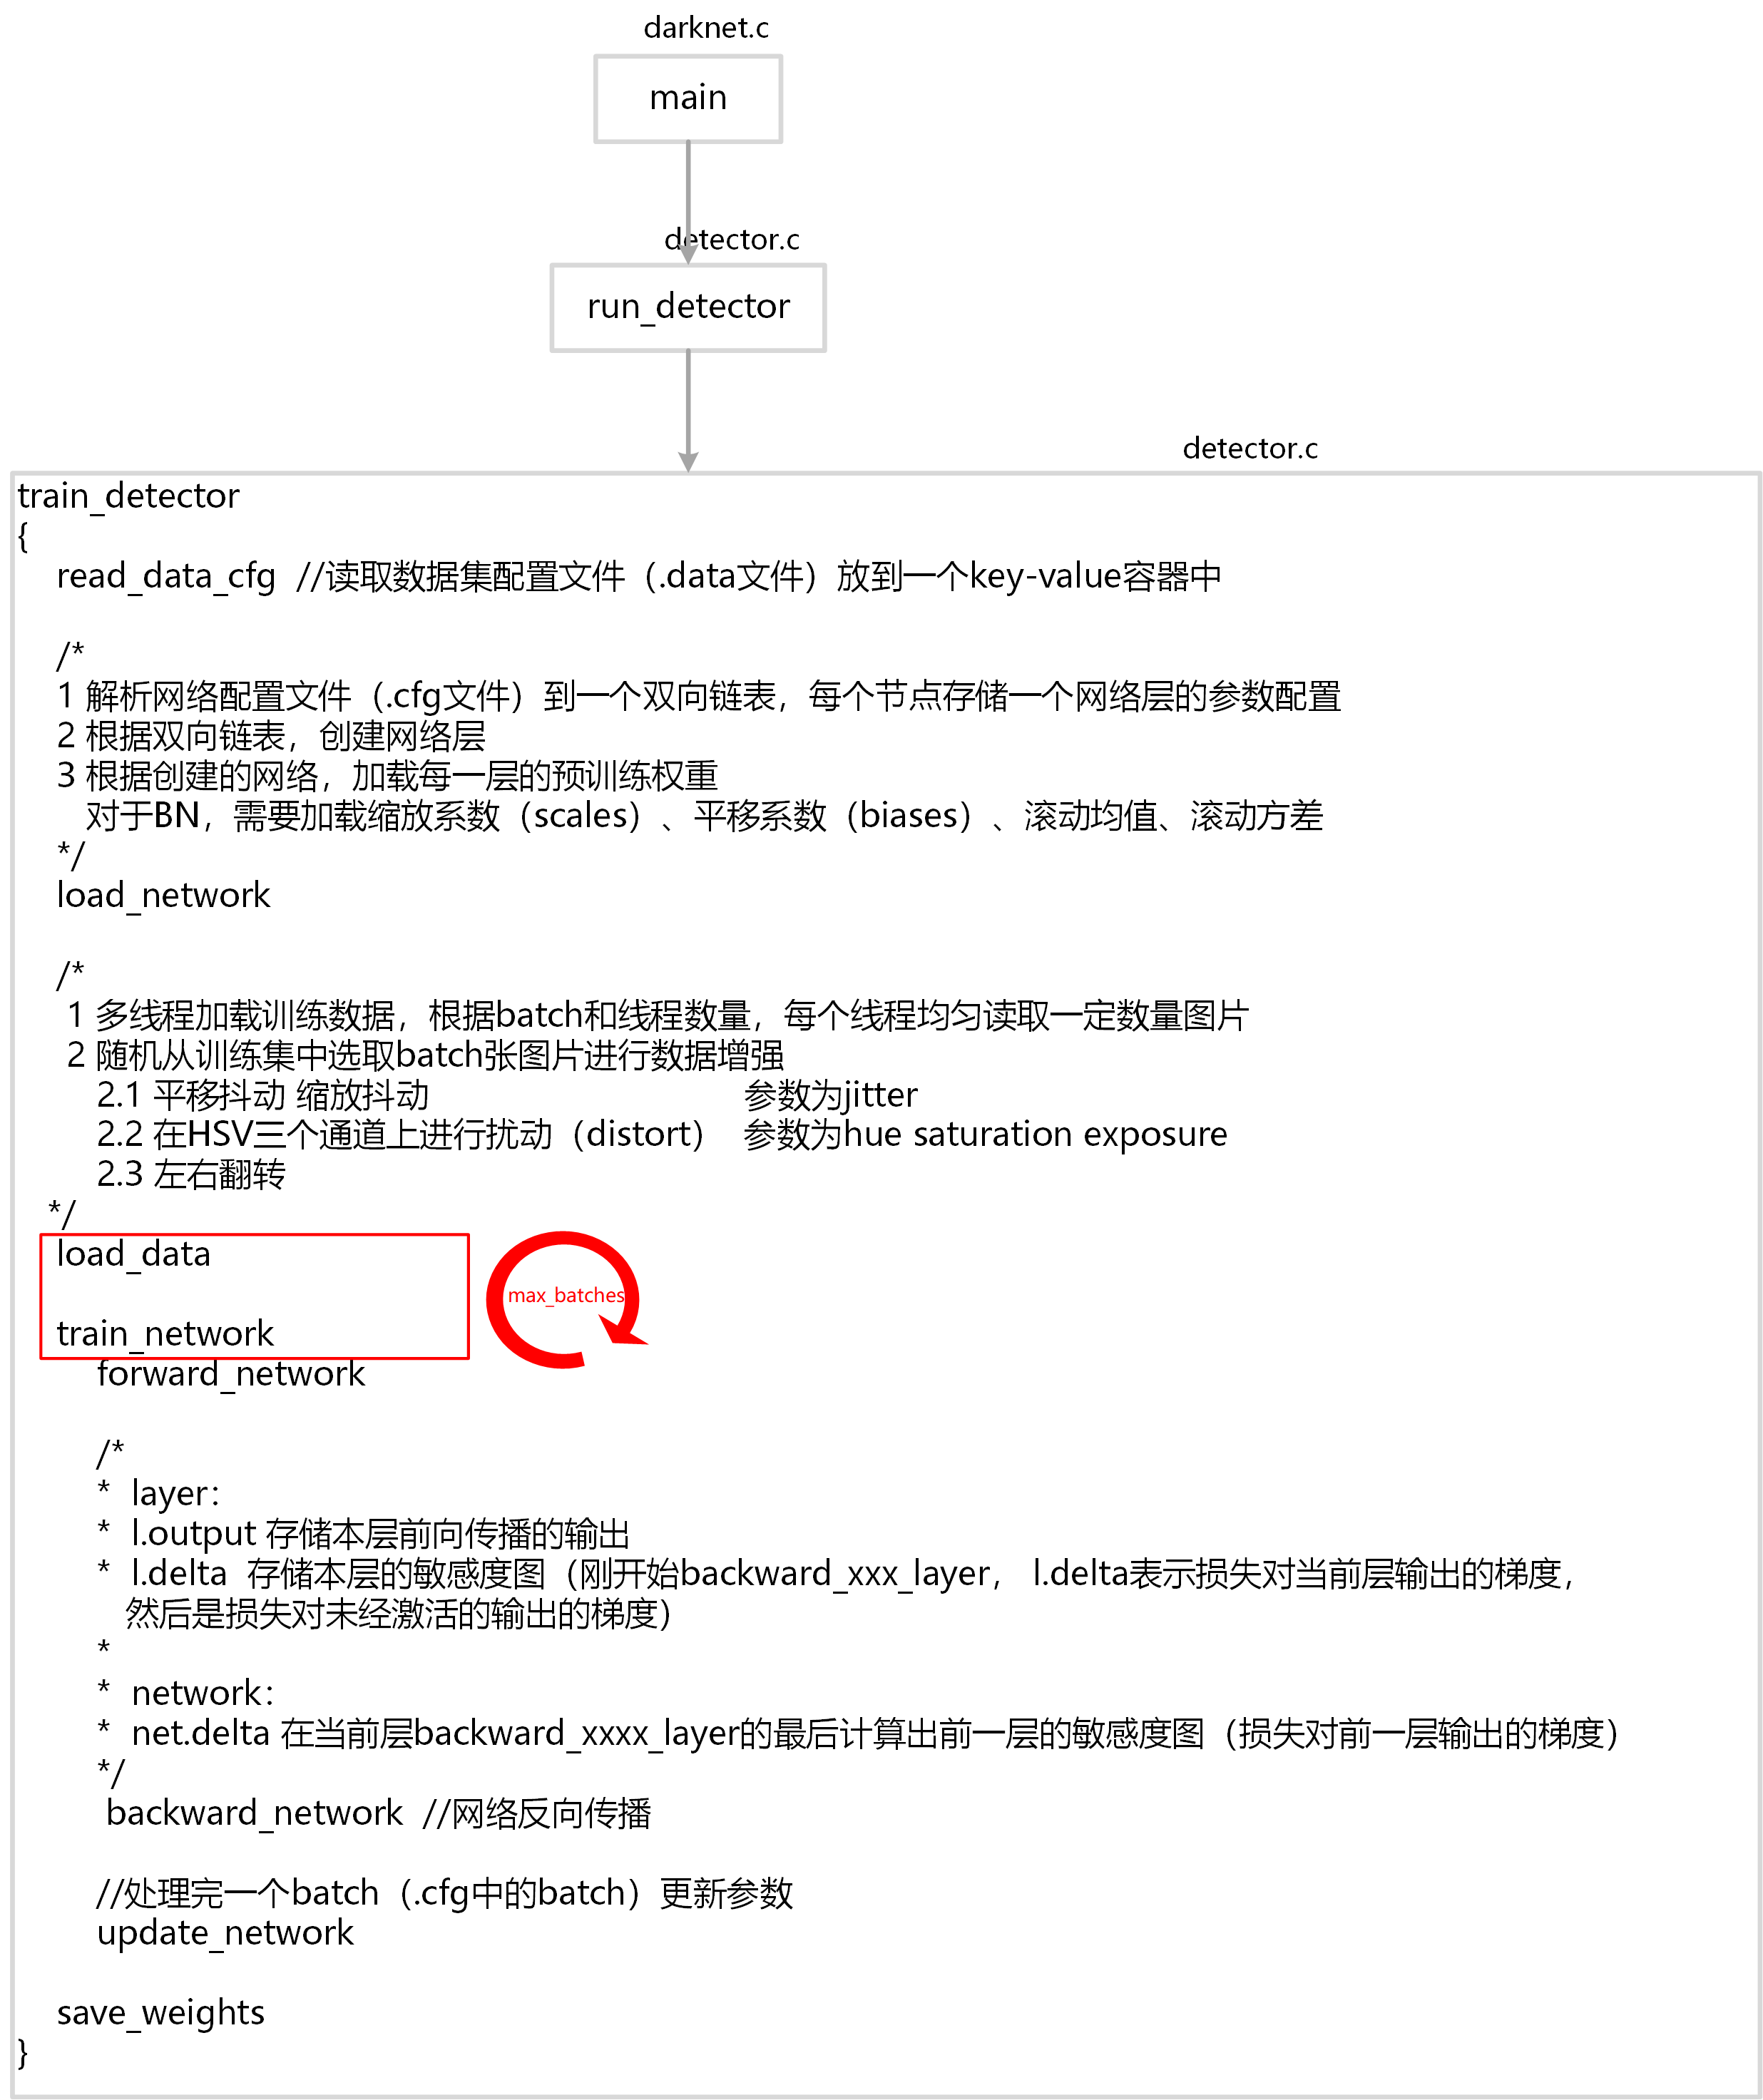 darknet.c
main
detector.c
run_detector
detector.c
train_detector
{
read_data_cfg  //读取数据集配置文件（.data文件）放到一个key-value容器中
/*
1 解析网络配置文件（.cfg文件）到一个双向链表，每个节点存储一个网络层的参数配置
2 根据双向链表，创建网络层
3 根据创建的网络，加载每一层的预训练权重
对于BN，需要加载缩放系数（scales）、平移系数（biases）、滚动均值、滚动方差
*/
load_network
/*
1 多线程加载训练数据，根据batch和线程数量，每个线程均匀读取一定数量图片
2 随机从训练集中选取batch张图片进行数据增强
2.1 平移抖动 缩放抖动 参数为jitter
2.2 在HSV三个通道上进行扰动（distort） 参数为hue saturation exposure
2.3 左右翻转
*/
load_data
max_batches
train_network
forward_network
/*
* layer：
* l.output 存储本层前向传播的输出
* l.delta 存储本层的敏感度图（刚开始backward_xxx_layer， l.delta表示损失对当前层输出的梯度，
然后是损失对未经激活的输出的梯度）
*
* network：
* net.delta 在当前层backward_xxxx_layer的最后计算出前一层的敏感度图（损失对前一层输出的梯度）
*/
backward_network //网络反向传播
//处理完一个batch（.cfg中的batch）更新参数
update_network
save_weights
}